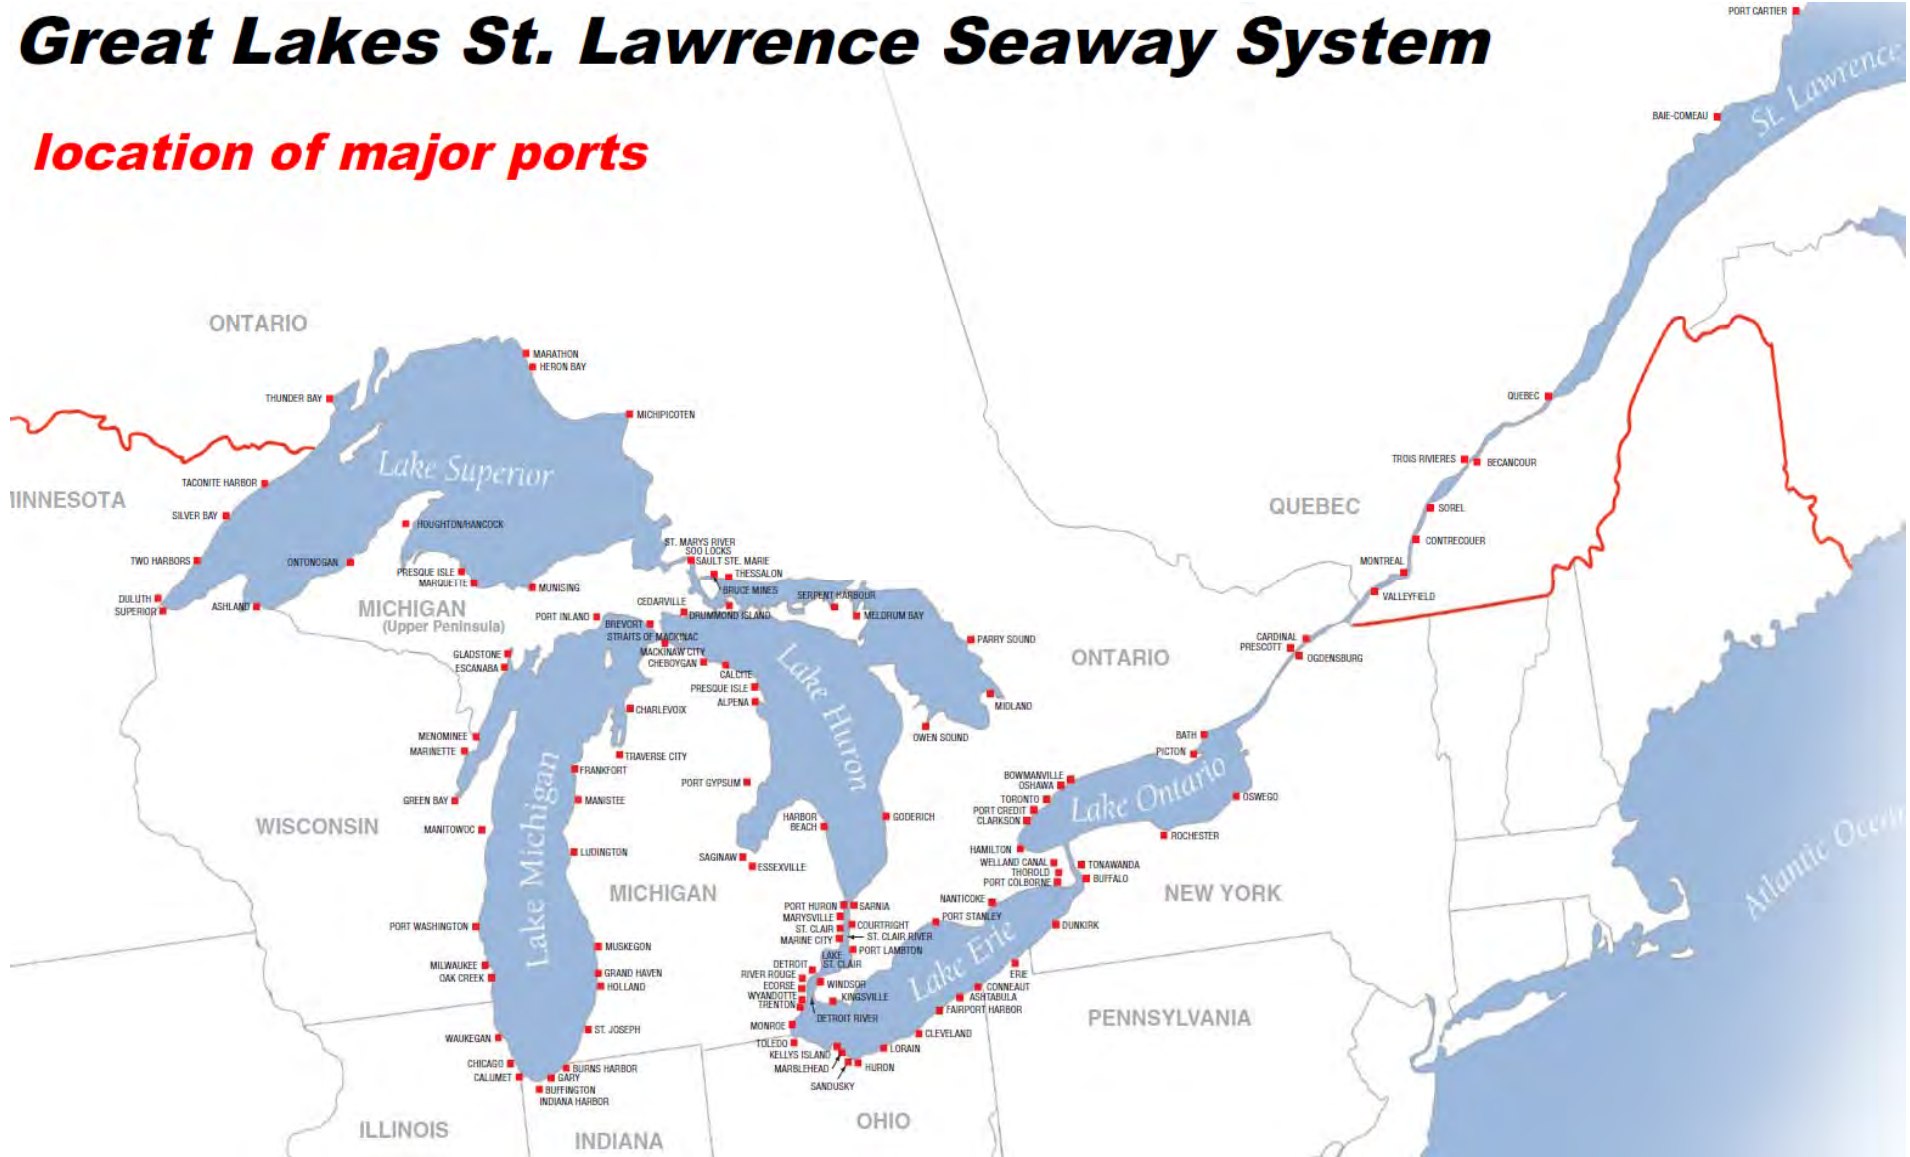 Great Lakes St. Lawrence Seaway System
location of major ports
PORT CARTIER
St. Lawrence
BAIE-COMEAU
ONTARIO
MARATHON
HERON BAY
THUNDER BAY
MICHIPICOTEN
QUEBEC
Lake Superior
TROIS RIVIERES
BECANCOUR
TACONITE HARBOR
MINNESOTA
QUEBEC
SOREL
SILVER BAY
HOUGHTON/HANCOCK
CONTRECOUER
ST. MARYS RIVER
SOO LOCKS
SAULT STE. MARIE
TWO HARBORS
ONTONOGAN
MONTREAL
PRESQUE ISLE
MARQUETTE
THESSALON
BRUCE MINES
MUNISING
SERPENT HARBOUR
VALLEYFIELD
DULUTH
SUPERIOR
ASHLAND
MICHIGAN
(Upper Peninsula)
CEDARVILLE
DRUMMOND ISLAND
MELDRUM BAY
PORT INLAND
BREVORT
STRAITS OF MACKINAC
PARRY SOUND
CARDINAL
PRESCOTT
OGDENSBURG
MACKINAW CITY
CHEBOYGAN
GLADSTONE
ESCANABA
ONTARIO
CALCITE
PRESQUE ISLE
ALPENA
Lake Huron
MIDLAND
CHARLEVOIX
OWEN SOUND
MENOMINEE
MARINETTE
BATH
PICTON
TRAVERSE CITY
FRANKFORT
PORT GYPSUM
BOWMANVILLE
OSHAWA
Lake Ontario
OSWEGO
GREEN BAY
MANISTEE
TORONTO
PORT CREDIT
CLARKSON
HARBOR
BEACH
GODERICH
WISCONSIN
MANITOWOC
ROCHESTER
Lake Michigan
LUDINGTON
HAMILTON
SAGINAW
ESSEXVILLE
WELLAND CANAL
THOROLD
PORT COLBORNE
TONAWANDA
BUFFALO
Atlantic Ocean
MICHIGAN
NEW YORK
NANTICOKE
PORT HURON
SARNIA
MARYSVILLE
PORT STANLEY
ST. CLAIR
COURTRIGHT
DUNKIRK
PORT WASHINGTON
MARINE CITY
ST. CLAIR RIVER
MUSKEGON
PORT LAMBTON
LAKE
ST. CLAIR
Lake Erie
MILWAUKEE
OAK CREEK
GRAND HAVEN
HOLLAND
DETROIT
RIVER ROUGE
ECORSE
WYANDOTTE
TRENTON
WINDSOR
KINGSVILLE
ERIE
CONNEAUT
ASHTABULA
FAIRPORT HARBOR
DETROIT RIVER
PENNSYLVANIA
MONROE
CLEVELAND
WAUKEGAN
ST. JOSEPH
TOLEDO
KELLYS ISLAND
LORAIN
MARBLEHEAD
HURON
SANDUSKY
CHICAGO
CALUMET
BURNS HARBOR
GARY
BUFFINGTON
INDIANA HARBOR
ILLINOIS
INDIANA
OHIO